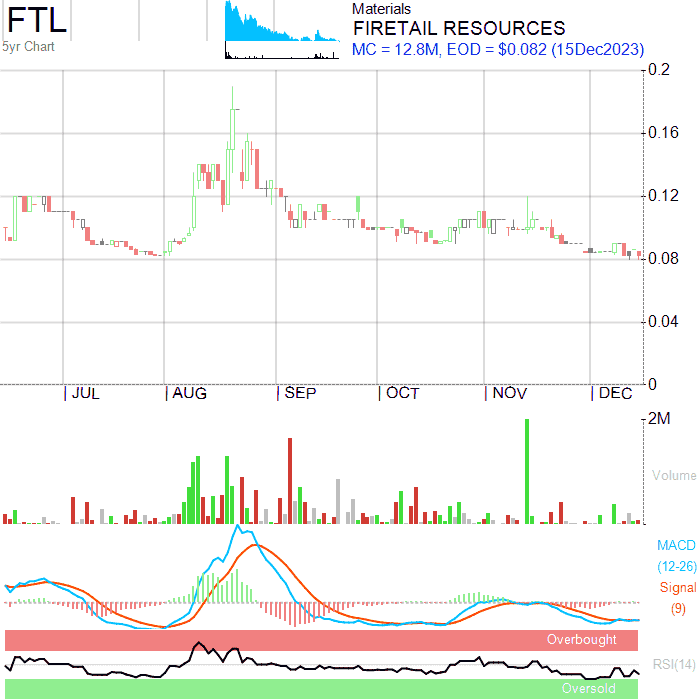 FTL
5yr Chart
Materials
FIRETAIL RESOURCES
MC = 12.8M, EOD = $0.082 (15Dec2023)
0.2
0.16
0.12
0.08
0.04
0
JUL AUG SEP OCT NOV DEC
2M
Volume
MACD
(12-26)
Signal
(9)
Overbought
RSI(14)
Oversold